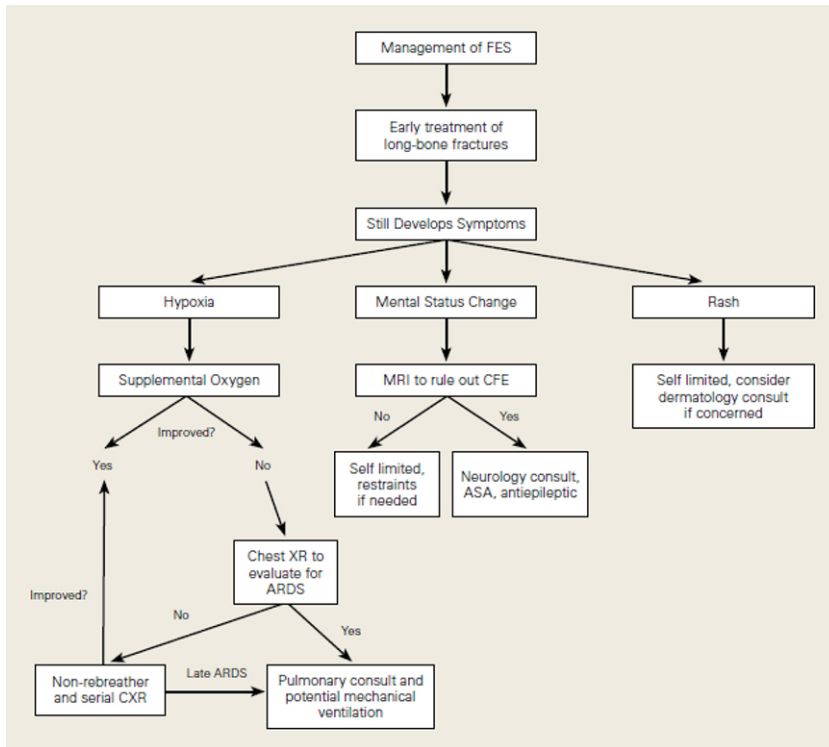 Management of FES
Early treatment of
long-bone fractures
Still Develops Symptoms
Hypoxia
Mental Status Change
Rash
Supplemental Oxygen
MRI to rule out CFE
Self limited, consider
dermatology consult
if concerned
Improved?
No
Yes
Yes
No
Self limited,
restraints
if needed
Neurology consult,
ASA, antiepileptic
Chest XR to
evaluate for
ARDS
Improved?
No
Yes
Non-rebreather
and serial CXR
Late ARDS
Pulmonary consult and
potential mechanical
ventilation